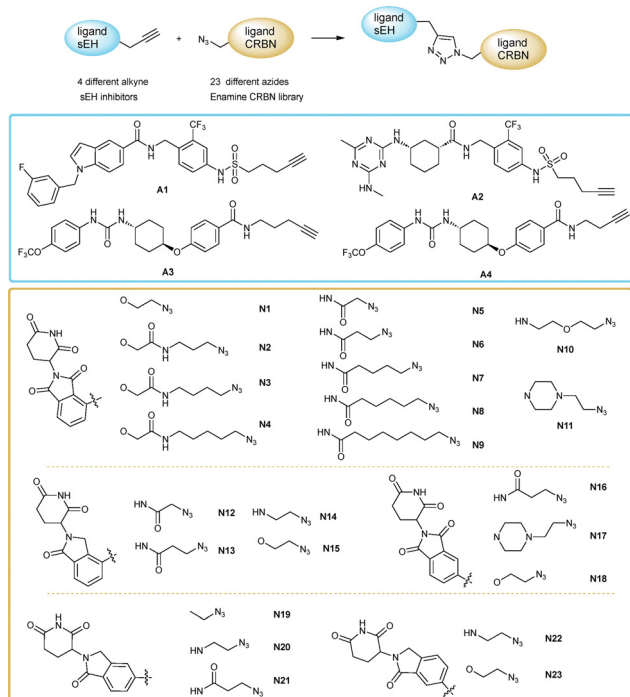 ligand
sEH
+
N3
ligand
CRBN
ligand
sEH
N
N=N
ligand
CRBN
4 different alkyne
sEH inhibitors
23 different azides
Enamine CRBN library
A1
A2
A3
A4
N1
N2
N3
N4
N5
N6
N7
N8
N9
N10
N11
N12
N13
N14
N15
N16
N17
N18
N19
N20
N21
N22
N23